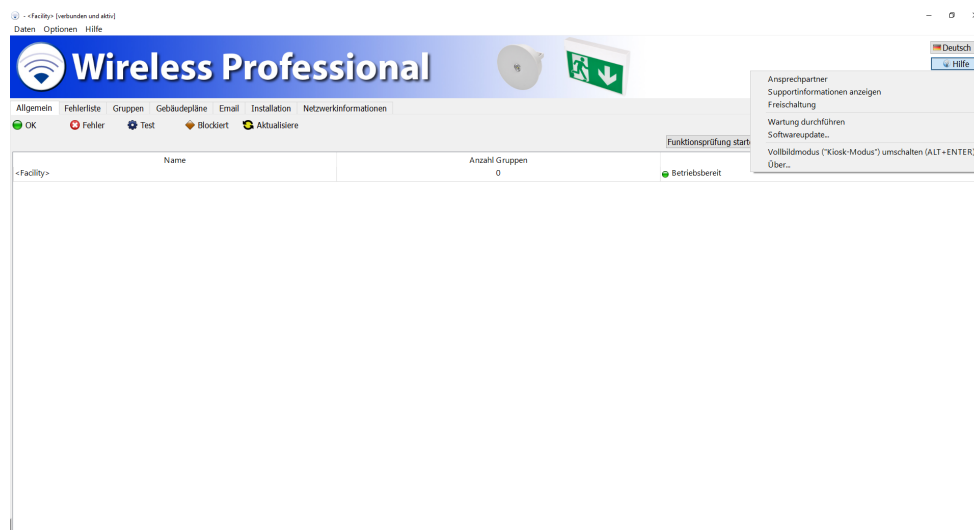 - <Facility> [verbunden und aktiv]
Daten Optionen Hilfe
Wireless Professional
Deutsch
Hilfe
Ansprechpartner
Supportinformationen anzeigen
Freischaltung
Wartung durchführen
Softwareupdate...
Vollbildmodus ("Kiosk-Modus") umschalten (ALT+ENTER)
Über...
Allgemein Fehlerliste Gruppen Gebäudepläne Email Installation Netzwerkinformationen
OK Fehler Test Blockiert Aktualisiere
Funktionsprüfung start
Name Anzahl Gruppen
<Facility> 0 Betriebsbereit